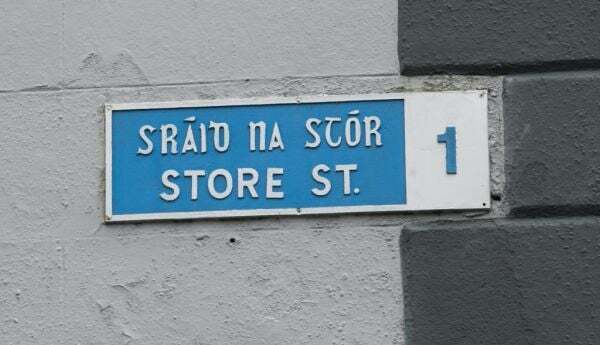 SRÁID NA STÓR
STORE ST.
1